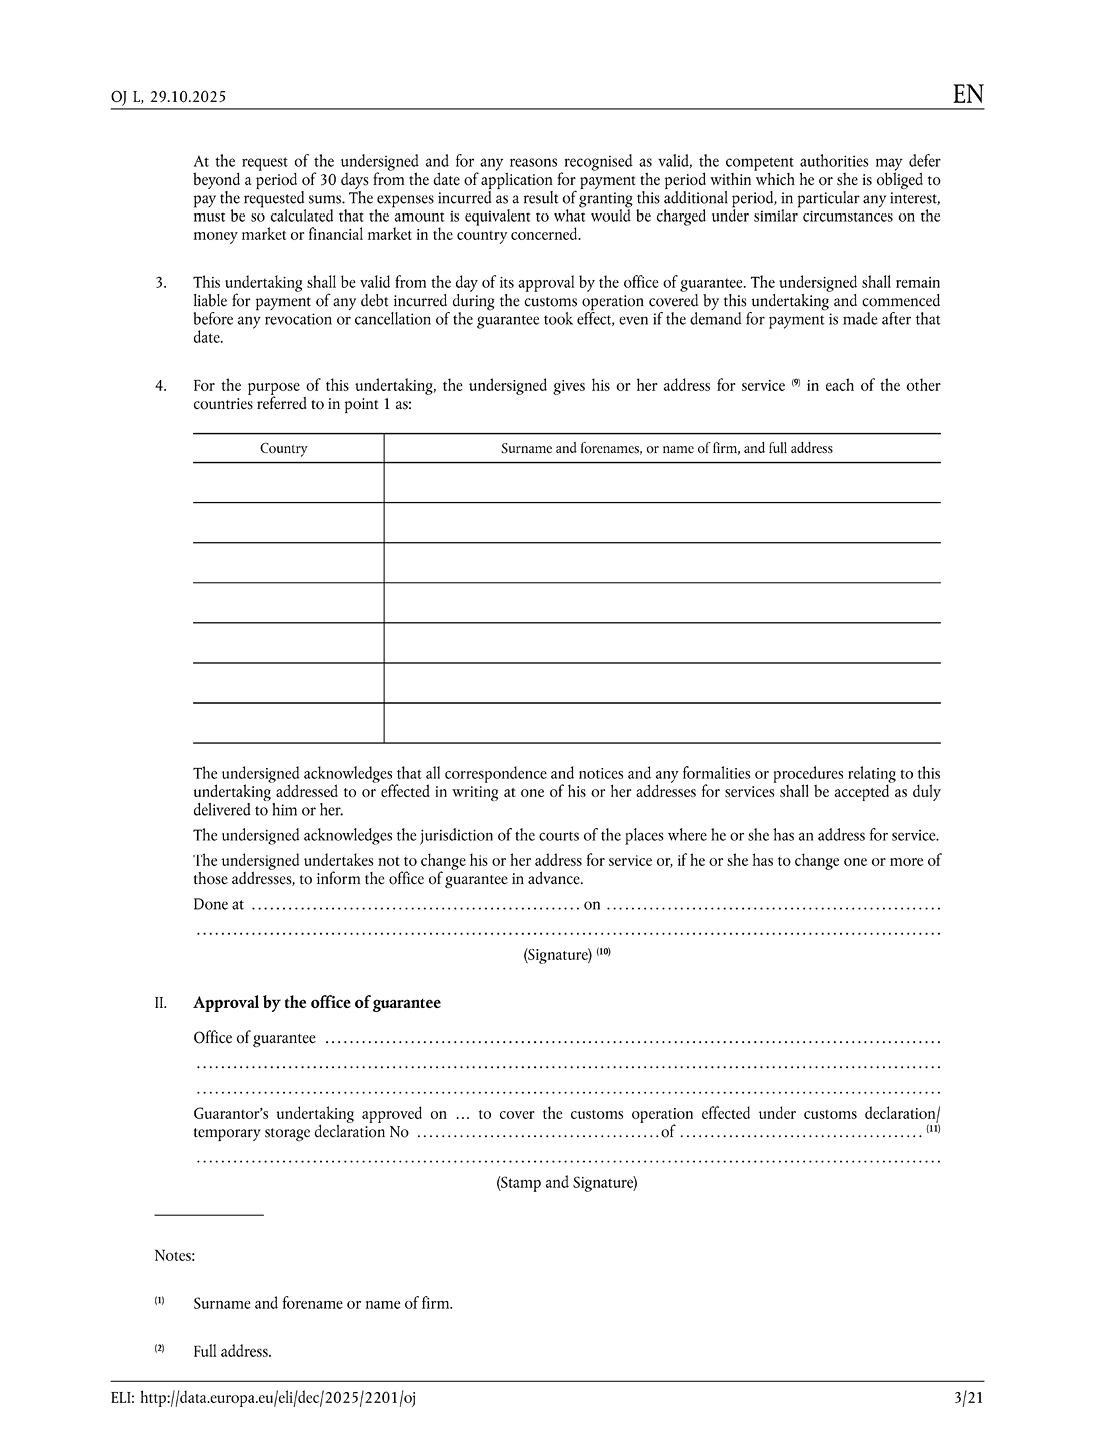 OJ L, 29.10.2025
EN
At the request of the undersigned and for any reasons recognised as valid, the competent authorities may defer
beyond a period of 30 days from the date of application for payment the period within which he or she is obliged to
pay the requested sums. The expenses incurred as a result of granting this additional period, in particular any interest,
must be so calculated that the amount is equivalent to what would be charged under similar circumstances on the
money market or financial market in the country concerned.
3. This undertaking shall be valid from the day of its approval by the office of guarantee. The undersigned shall remain
liable for payment of any debt incurred during the customs operation covered by this undertaking and commenced
before any revocation or cancellation of the guarantee took effect, even if the demand for payment is made after that
date.
4. For the purpose of this undertaking, the undersigned gives his or her address for service (9) in each of the other
countries referred to in point 1 as:
Country
Surname and forenames, or name of firm, and full address
The undersigned acknowledges that all correspondence and notices and any formalities or procedures relating to this
undertaking addressed to or effected in writing at one of his or her addresses for services shall be accepted as duly
delivered to him or her.
The undersigned acknowledges the jurisdiction of the courts of the places where he or she has an address for service.
The undersigned undertakes not to change his or her address for service or, if he or she has to change one or more of
those addresses, to inform the office of guarantee in advance.
Done at ...................................................... on ......................................................
..........................................................................................................................
(Signature) (10)
II. Approval by the office of guarantee
Office of guarantee .....................................................................................................
..........................................................................................................................
..........................................................................................................................
Guarantor's undertaking approved on … to cover the customs operation effected under customs declaration/
temporary storage declaration No ........................................ of ........................................ (11)
..........................................................................................................................
(Stamp and Signature)
Notes:
(1) Surname and forename or name of firm.
(2) Full address.
ELI: http://data.europa.eu/eli/dec/2025/2201/oj
3/21